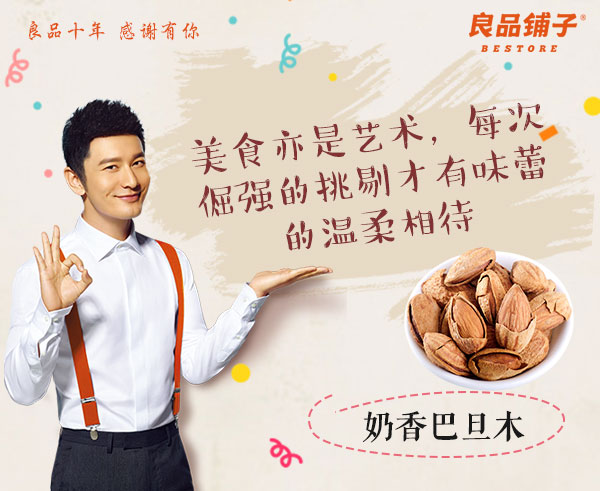 良品十年 感谢有你
良品铺子®
BESTORE
美食亦是艺术，每次
倔强的挑剔才有味蕾
的温柔相待
奶香巴旦木